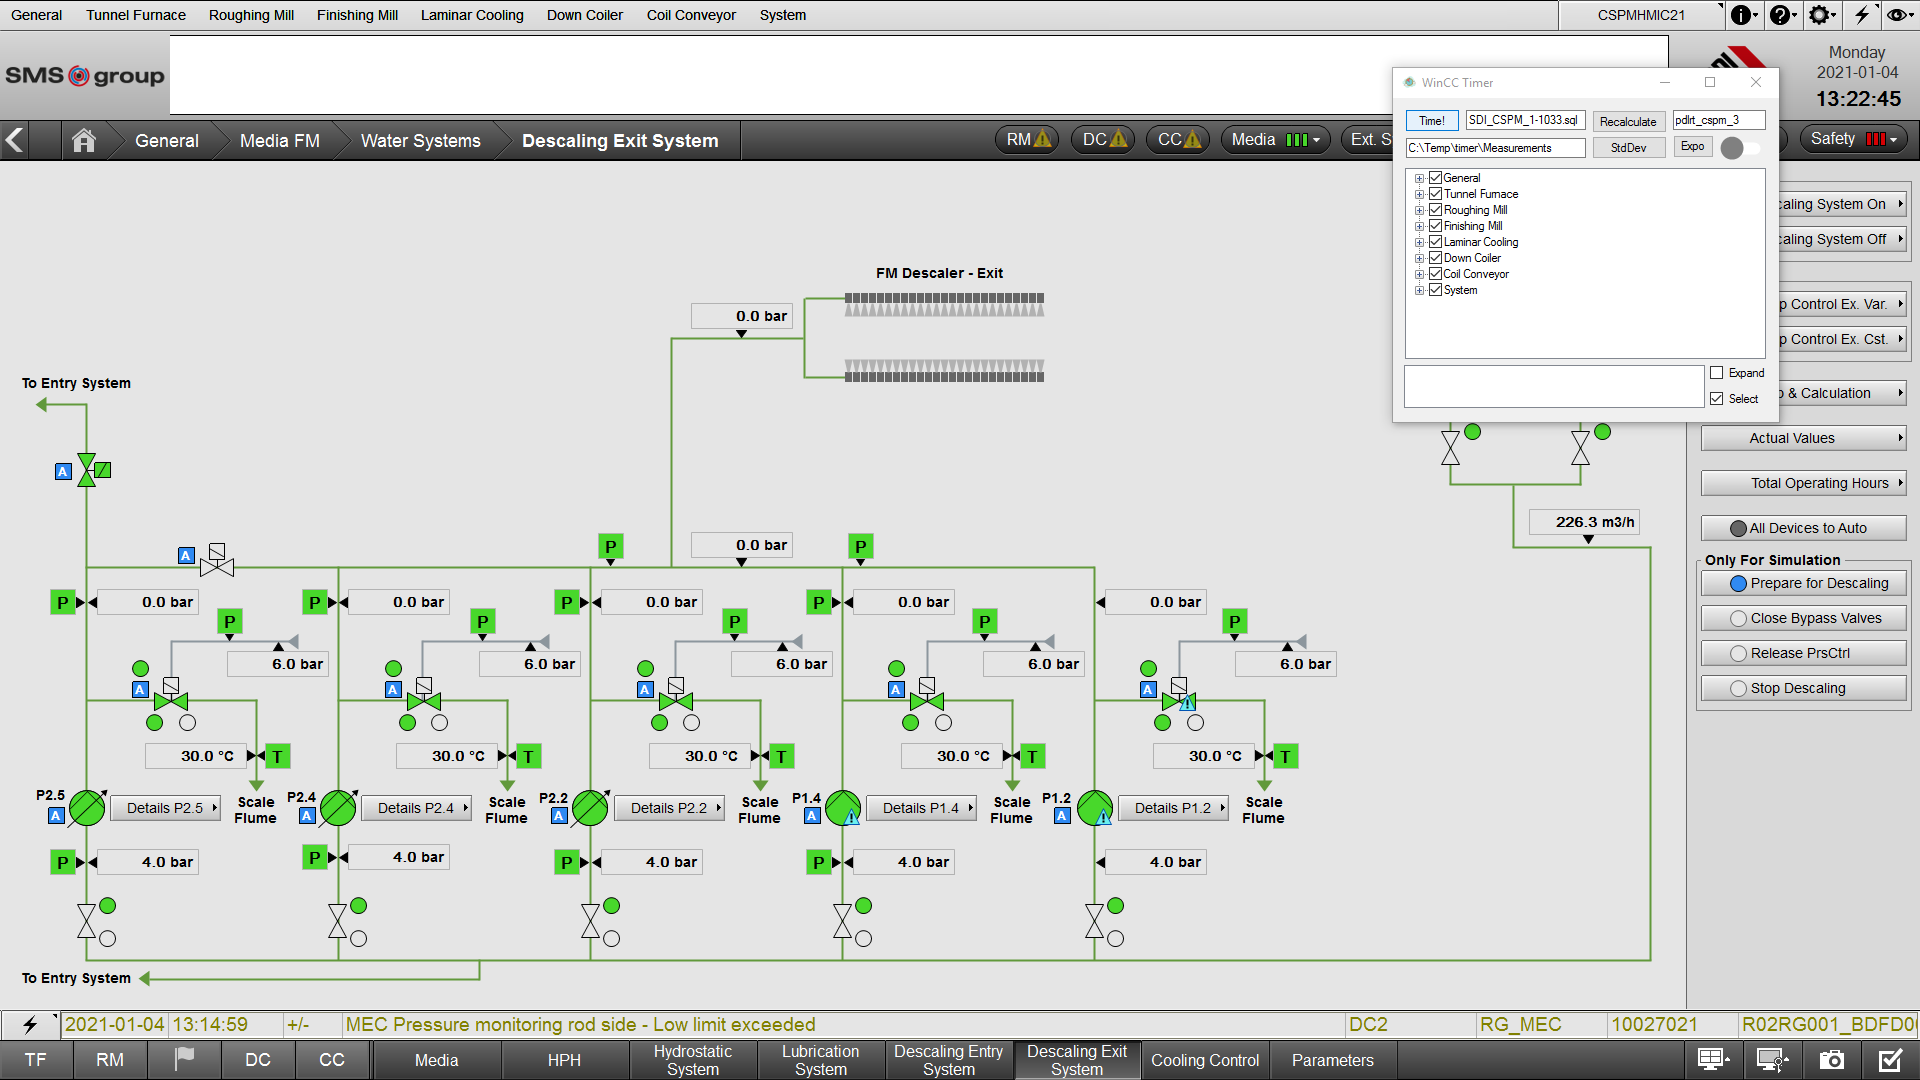 General Tunnel Furnace Roughing Mill Finishing Mill Laminar Cooling Down Coiler Coil Conveyor System CSPMHMIC21
SMS group
Monday
2021-01-04
13:22:45
General Media FM Water Systems Descaling Exit System RM DC CC Media Ext. S Safety
WinCC Timer
Time! SDI_CSPM_1-1033.sql Recalculate pdlrt_cspm_3
C:\Temp\timer\Measurements StdDev Expo
General
Tunnel Furnace
Roughing Mill
Finishing Mill
Laminar Cooling
Down Coiler
Coil Conveyor
System
Expand
Select
caling System On
caling System Off
p Control Ex. Var.
p Control Ex. Cst.
& Calculation
Actual Values
Total Operating Hours
All Devices to Auto
Only For Simulation
Prepare for Descaling
Close Bypass Valves
Release PrsCtrl
Stop Descaling
FM Descaler - Exit
0.0 bar
To Entry System
A
226.3 m3/h
A P 0.0 bar P
P 0.0 bar P 0.0 bar P 0.0 bar P 0.0 bar 0.0 bar
P P P P P
6.0 bar 6.0 bar 6.0 bar 6.0 bar 6.0 bar
A A A A A
30.0 °C T 30.0 °C T 30.0 °C T 30.0 °C T 30.0 °C T
P2.5 A Details P2.5 Scale Flume
P2.4 A Details P2.4 Scale Flume
P2.2 A Details P2.2 Scale Flume
P1.4 A Details P1.4 Scale Flume
P1.2 A Details P1.2 Scale Flume
P 4.0 bar P 4.0 bar P 4.0 bar P 4.0 bar 4.0 bar
To Entry System
2021-01-04 13:14:59 +/- MEC Pressure monitoring rod side - Low limit exceeded DC2 RG_MEC 10027021
TF RM DC CC Media HPH Hydrostatic System Lubrication System Descaling Entry System Descaling Exit System Cooling Control Parameters